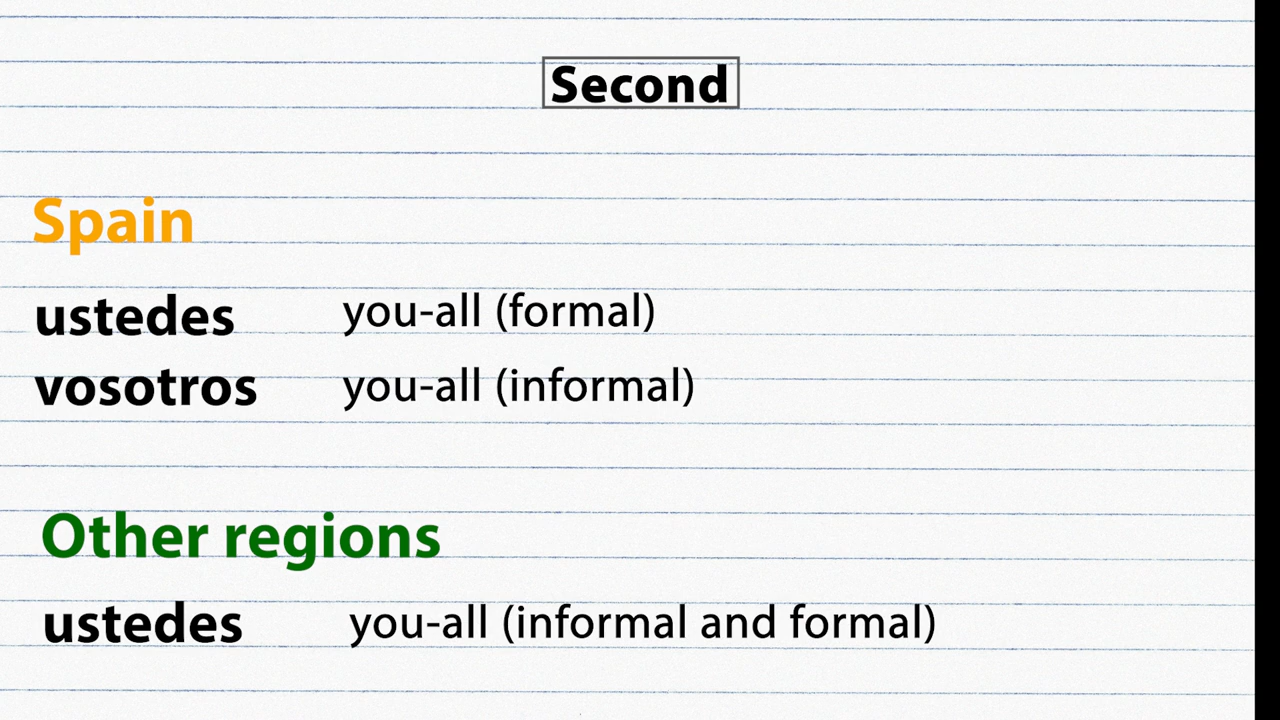 Second
Spain
ustedes you-all (formal)
vosotros you-all (informal)
Other regions
ustedes you-all (informal and formal)